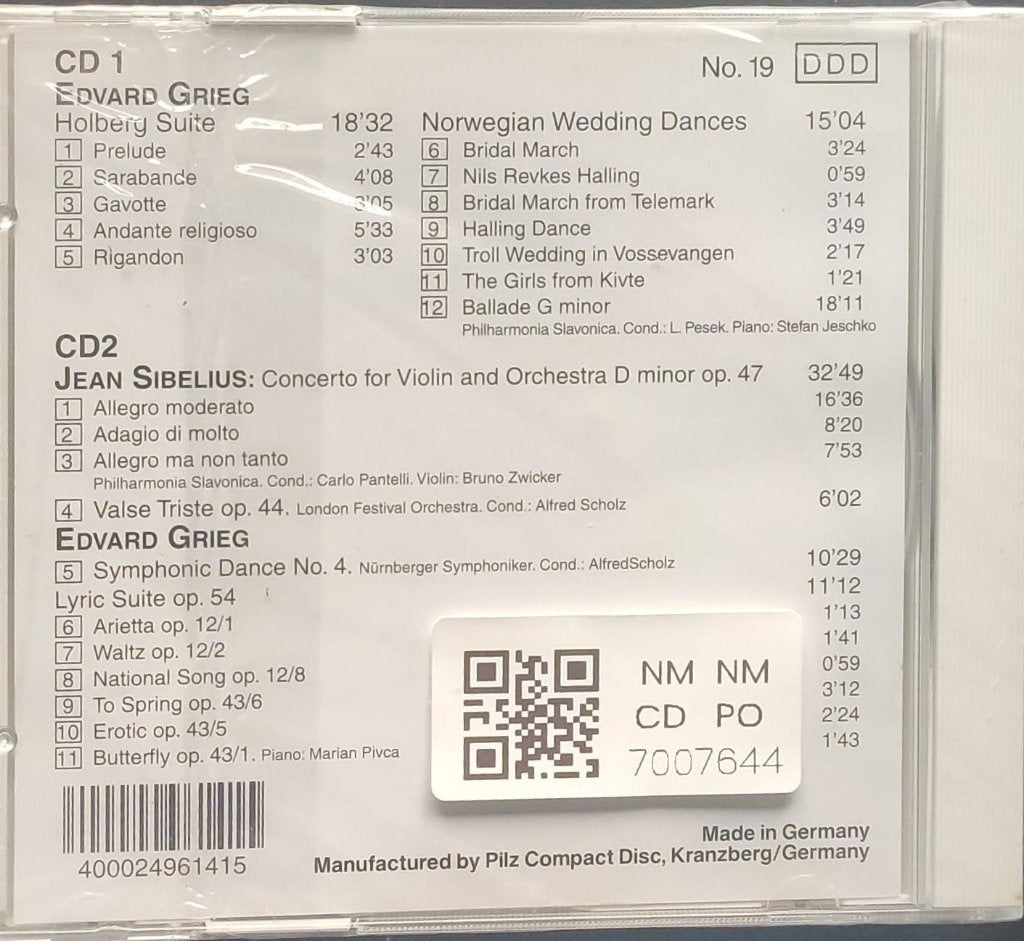 CD 1
No. 19 DDD
EDVARD GRIEG
Holberg Suite 18'32
1 Prelude 2'43
2 Sarabande 4'08
3 Gavotte 3'05
4 Andante religioso 5'33
5 Rigandon 3'03
Norwegian Wedding Dances 15'04
6 Bridal March 3'24
7 Nils Revkes Halling 0'59
8 Bridal March from Telemark 3'14
9 Halling Dance 3'49
10 Troll Wedding in Vossevangen 2'17
11 The Girls from Kivte 1'21
12 Ballade G minor 18'11
Philharmonia Slavonica. Cond.: L. Pesek. Piano: Stefan Jeschko
CD2
JEAN SIBELIUS: Concerto for Violin and Orchestra D minor op. 47 32'49
1 Allegro moderato 16'36
2 Adagio di molto 8'20
3 Allegro ma non tanto 7'53
Philharmonia Slavonica. Cond.: Carlo Pantelli. Violin: Bruno Zwicker
4 Valse Triste op. 44. London Festival Orchestra. Cond.: Alfred Scholz 6'02
EDVARD GRIEG
5 Symphonic Dance No. 4. Nürnberger Symphoniker. Cond.: AlfredScholz 10'29
Lyric Suite op. 54 11'12
6 Arietta op. 12/1 1'13
7 Waltz op. 12/2 1'41
8 National Song op. 12/8 0'59
9 To Spring op. 43/6 3'12
10 Erotic op. 43/5 2'24
11 Butterfly op. 43/1. Piano: Marian Pivca 1'43
NM NM
CD PO
7007644
400024961415
Made in Germany
Manufactured by Pilz Compact Disc, Kranzberg/Germany